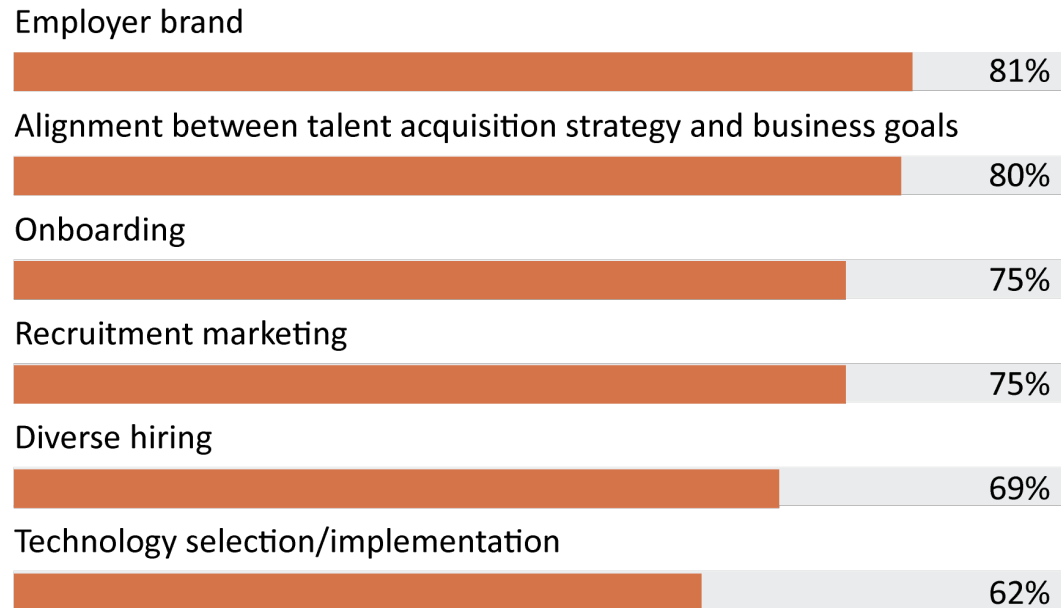 Employer brand
81%
Alignment between talent acquisition strategy and business goals
80%
Onboarding
75%
Recruitment marketing
75%
Diverse hiring
69%
Technology selection/implementation
62%